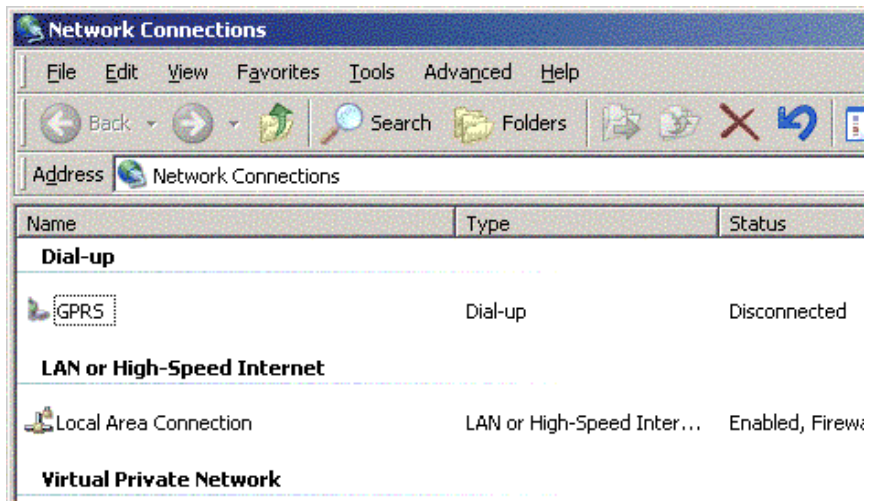 Network Connections
File Edit View Favorites Tools Advanced Help
Back Search Folders
Address Network Connections
Name Type Status
Dial-up
GPRS Dial-up Disconnected
LAN or High-Speed Internet
Local Area Connection LAN or High-Speed Inter... Enabled,
Virtual Private Network